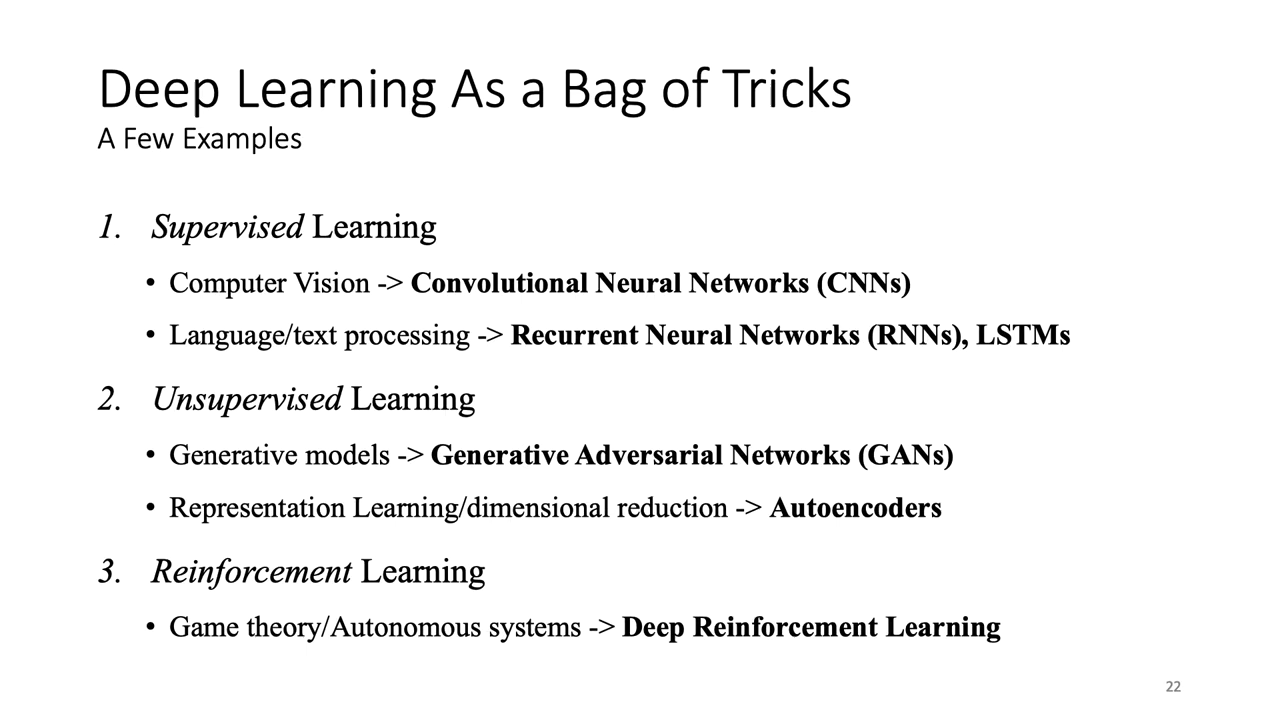 Deep Learning As a Bag of Tricks
A Few Examples
1. Supervised Learning
• Computer Vision -> Convolutional Neural Networks (CNNs)
• Language/text processing -> Recurrent Neural Networks (RNNs), LSTMs
2. Unsupervised Learning
• Generative models -> Generative Adversarial Networks (GANs)
• Representation Learning/dimensional reduction -> Autoencoders
3. Reinforcement Learning
• Game theory/Autonomous systems -> Deep Reinforcement Learning
22